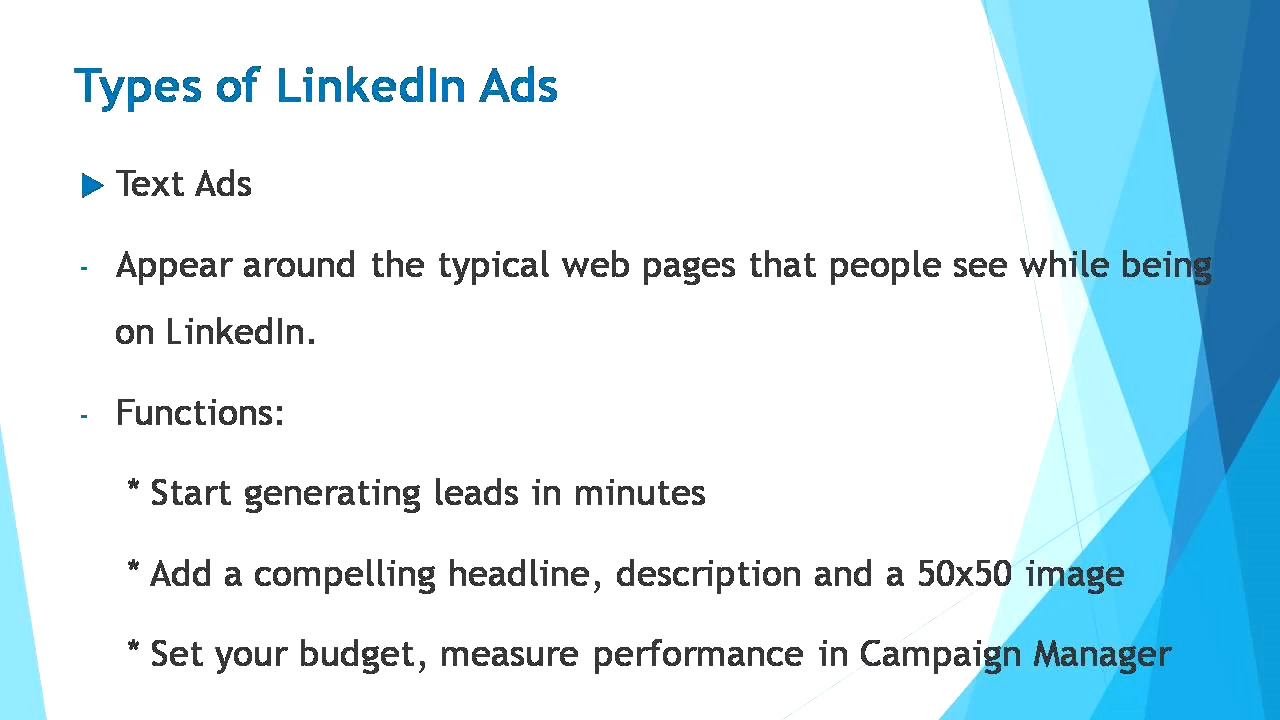 Types of LinkedIn Ads
Text Ads
- Appear around the typical web pages that people see while being
on LinkedIn.
- Functions:
* Start generating leads in minutes
* Add a compelling headline, description and a 50x50 image
* Set your budget, measure performance in Campaign Manager